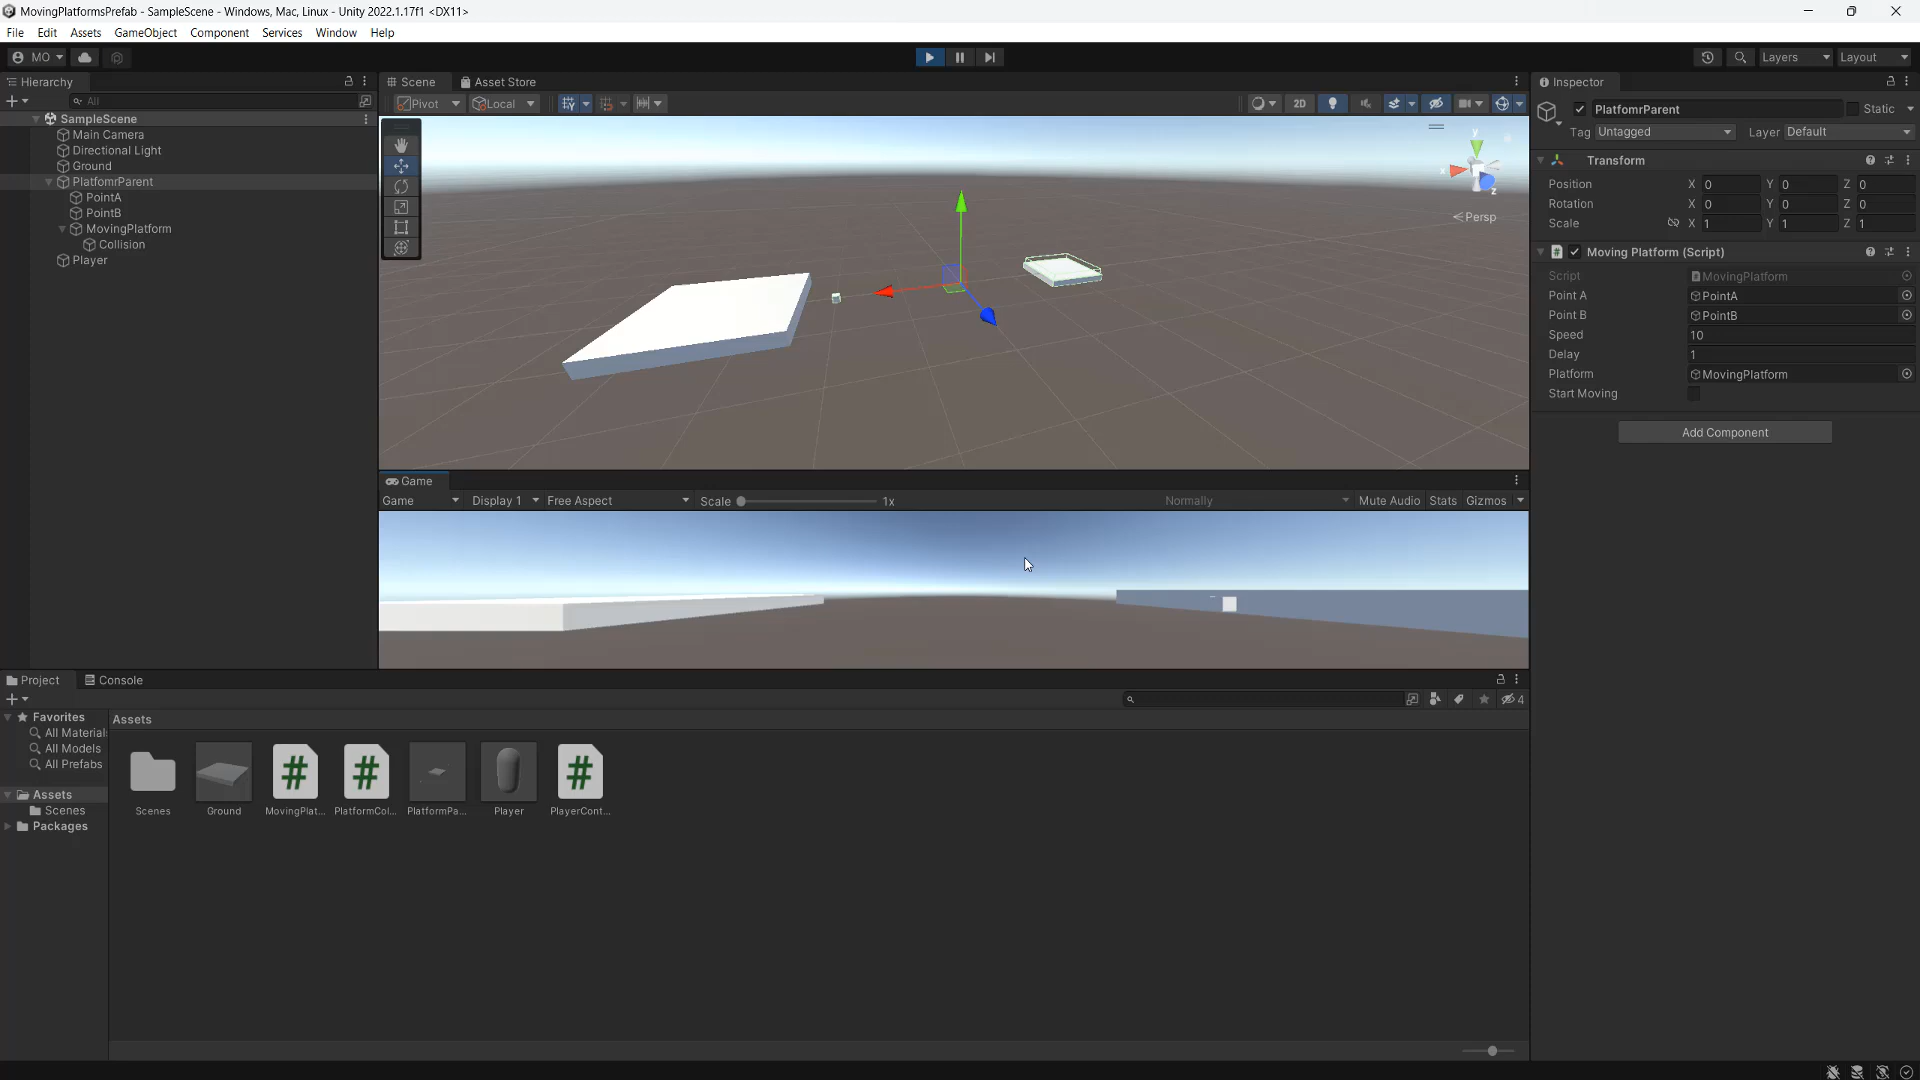 MovingPlatformsPrefab - SampleScene - Windows, Mac, Linux - Unity 2022.1.17f1 <DX11>
File Edit Assets GameObject Component Services Window Help
MO Layers Layout
Hierarchy
All
SampleScene
Main Camera
Directional Light
Ground
PlatfomrParent
PointA
PointB
MovingPlatform
Collision
Player
Scene Asset Store
Pivot Local 2D
y
x
z
Persp
Game
Game Display 1 Free Aspect Scale 1x Normally Mute Audio Stats Gizmos
Inspector
PlatfomrParent Static
Tag Untagged Layer Default
Transform
Position X 0 Y 0 Z 0
Rotation X 0 Y 0 Z 0
Scale X 1 Y 1 Z 1
# Moving Platform (Script)
Script MovingPlatform
Point A PointA
Point B PointB
Speed 10
Delay 1
Platform MovingPlatform
Start Moving
Add Component
Project Console
4
Favorites
All Material
All Models
All Prefabs
Assets
Scenes
Packages
Assets
# # #
Scenes Ground MovingPlat... PlatformCol... PlatformPa... Player PlayerCont...